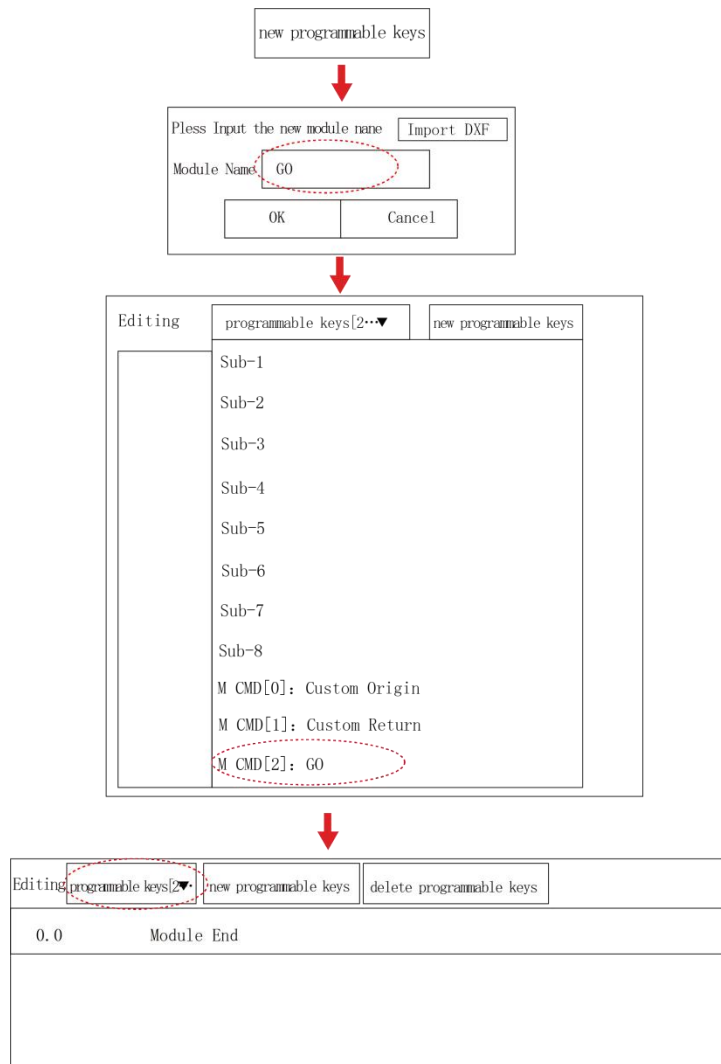 new programmable keys
Pless Input the new module nane
Import DXF
Module Name
GO
OK
Cancel
Editing
programmable keys[2…▼
new programmable keys
Sub-1
Sub-2
Sub-3
Sub-4
Sub-5
Sub-6
Sub-7
Sub-8
M CMD[0]: Custom Origin
M CMD[1]: Custom Return
M CMD[2]: GO
Editing
programmable keys[2▼…
new programmable keys
delete programmable keys
0.0 Module End